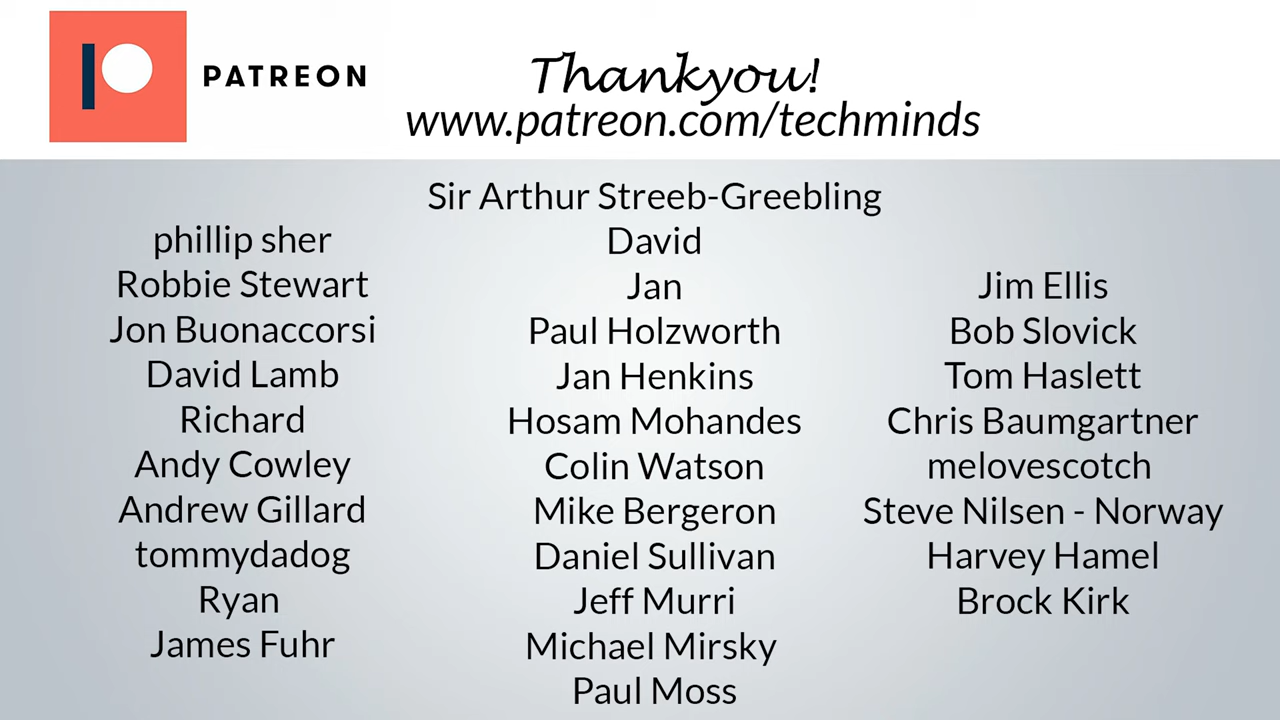 PATREON
Thankyou!
www.patreon.com/techminds
phillip sher
Robbie Stewart
Jon Buonaccorsi
David Lamb
Richard
Andy Cowley
Andrew Gillard
tommydadog
Ryan
James Fuhr
Sir Arthur Streeb-Greebling
David
Jan
Paul Holzworth
Jan Henkins
Hosam Mohandes
Colin Watson
Mike Bergeron
Daniel Sullivan
Jeff Murri
Michael Mirsky
Paul Moss
Jim Ellis
Bob Slovick
Tom Haslett
Chris Baumgartner
melovescotch
Steve Nilsen - Norway
Harvey Hamel
Brock Kirk